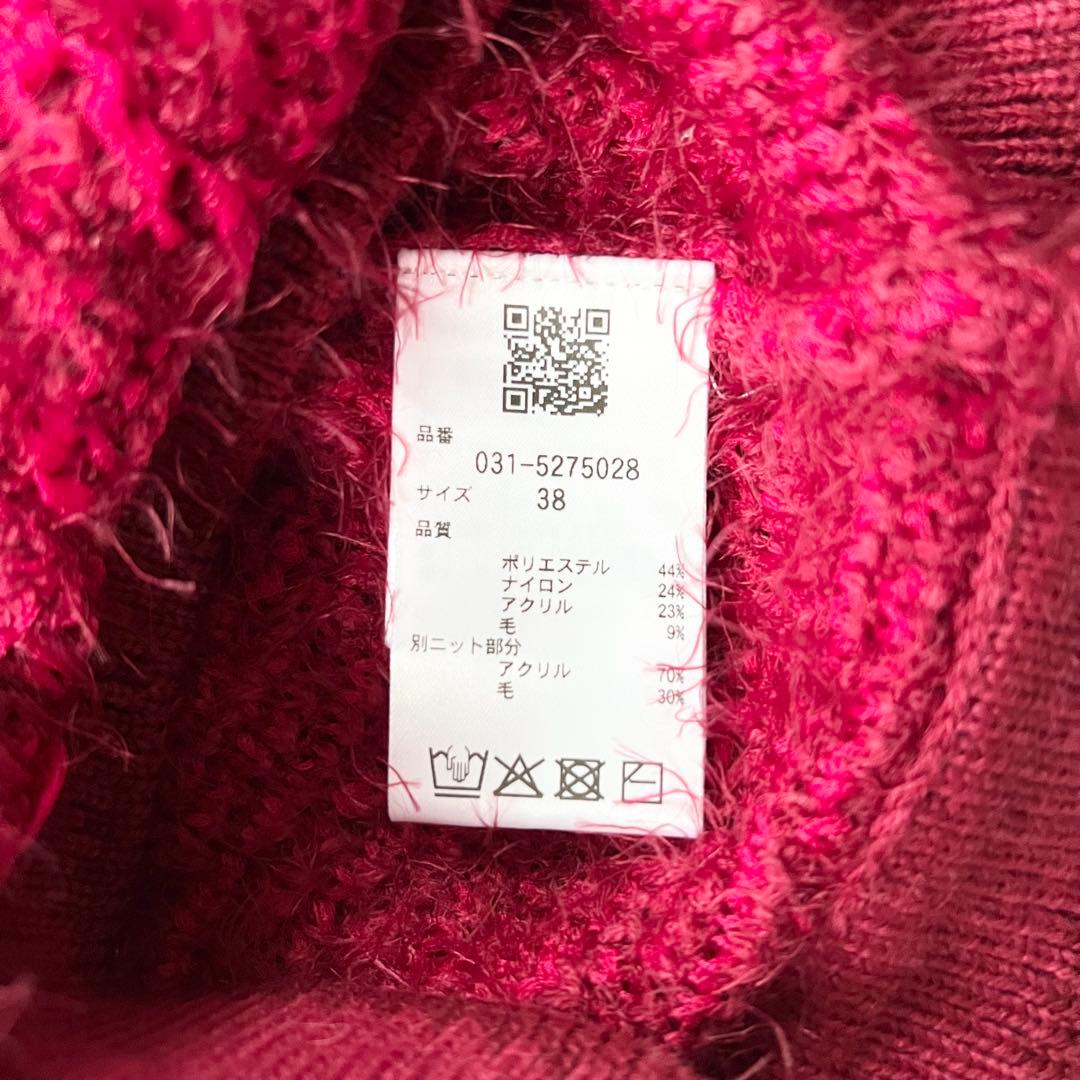 品番
031-5275028
サイズ 38
品質
ポリエステル 44%
ナイロン 24%
アクリル 23%
毛 9%
別ニット部分
アクリル 70%
毛 30%